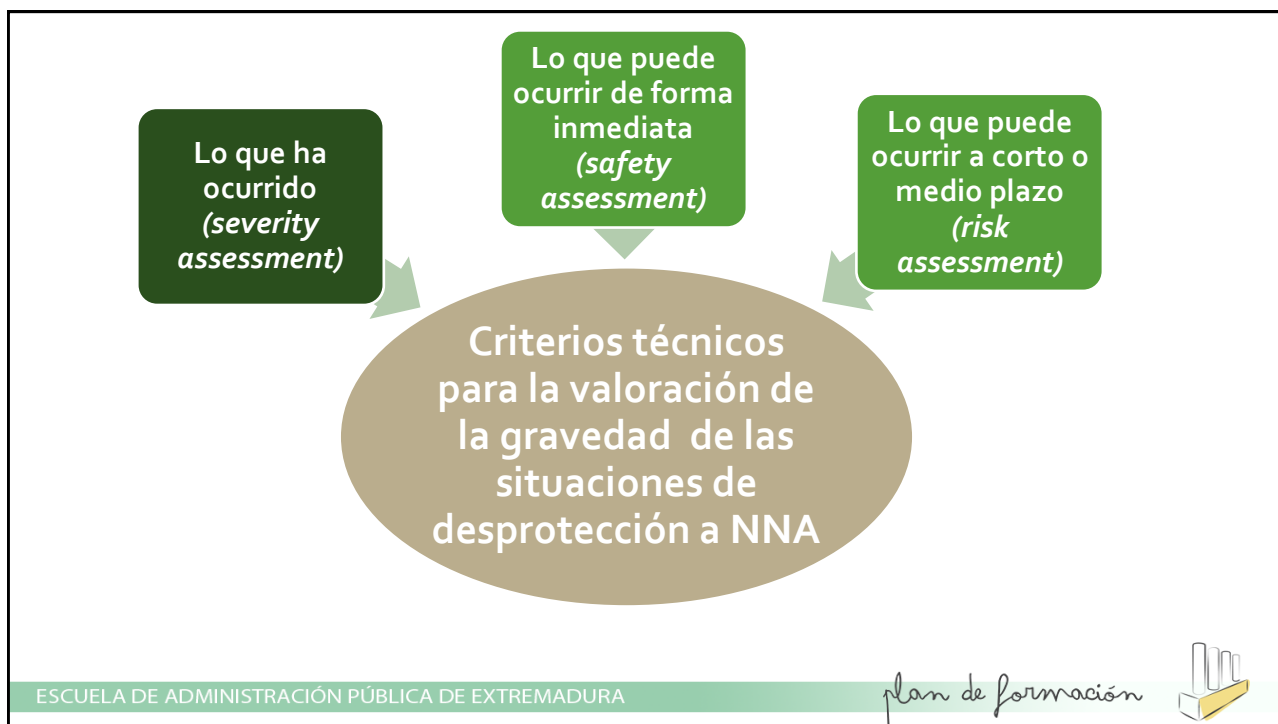 Lo que ha
ocurrido
(severity
assessment)
Lo que puede
ocurrir de forma
inmediata
(safety
assessment)
Lo que puede
ocurrir a corto o
medio plazo
(risk
assessment)
Criterios técnicos
para la valoración de
la gravedad de las
situaciones de
desprotección a NNA
ESCUELA DE ADMINISTRACIÓN PÚBLICA DE EXTREMADURA
plan de formación